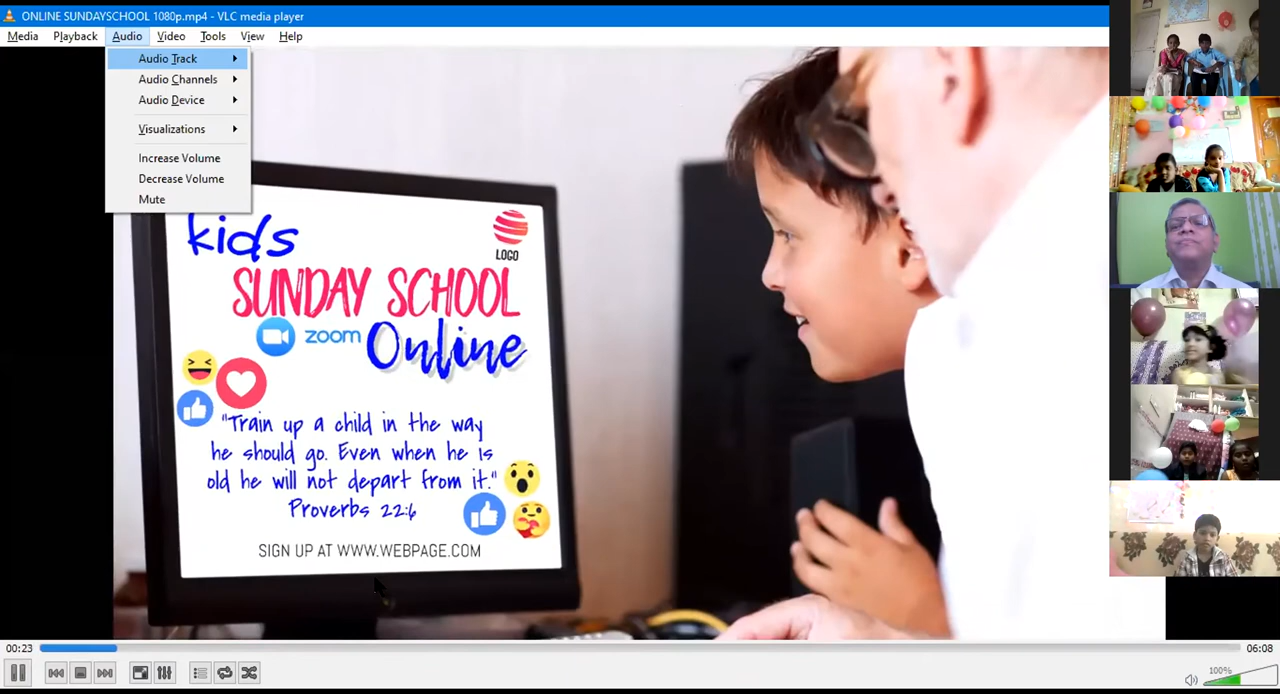 ONLINE SUNDAYSCHOOL 1080p.mp4 - VLC media player
Media Playback Audio Video Tools View Help
Audio Track
Audio Channels
Audio Device
Visualizations
Increase Volume
Decrease Volume
Mute
kids
LOGO
SUNDAY SCHOOL
zoom Online
"Train up a child in the way
he should go. Even when he is
old he will not depart from it."
Proverbs 22:6
SIGN UP AT WWW.WEBPAGE.COM
00:23 06:08
100%